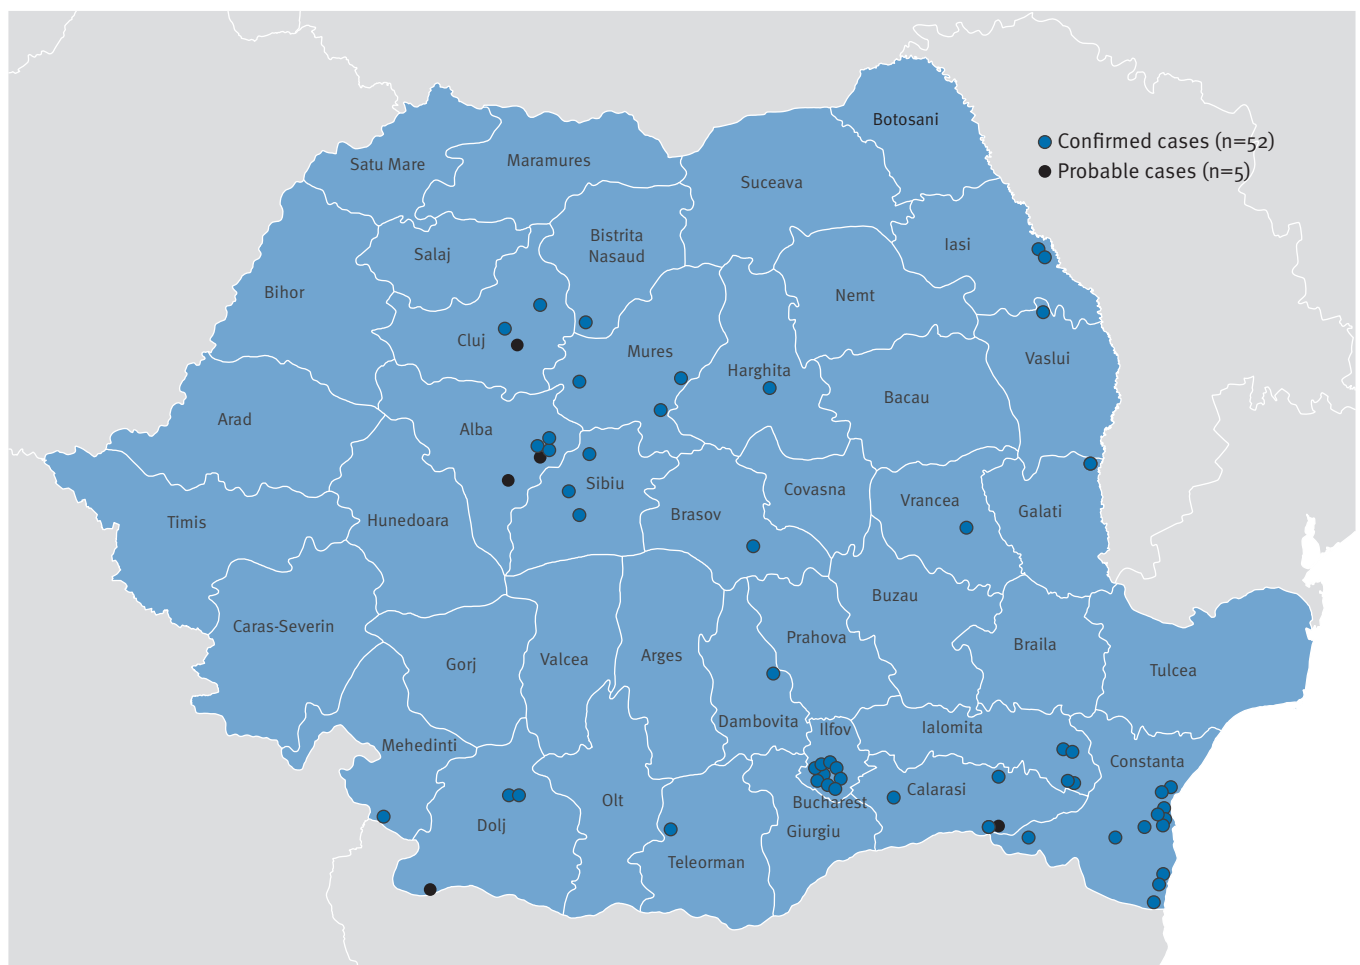 Botosani
Confirmed cases (n=52)
Probable cases (n=5)
Satu Mare
Maramures
Suceava
Iasi
Bistrita
Nasaud
Salaj
Bihor
Nemt
Cluj
Mures
Vaslui
Harghita
Bacau
Arad
Alba
Sibiu
Covasna
Vrancea
Galati
Timis
Hunedoara
Brasov
Buzau
Caras-Severin
Prahova
Braila
Gorj
Valcea
Arges
Tulcea
Dambovita
Ilfov
Ialomita
Mehedinti
Constanta
Calarasi
Olt
Bucharest
Dolj
Giurgiu
Teleorman